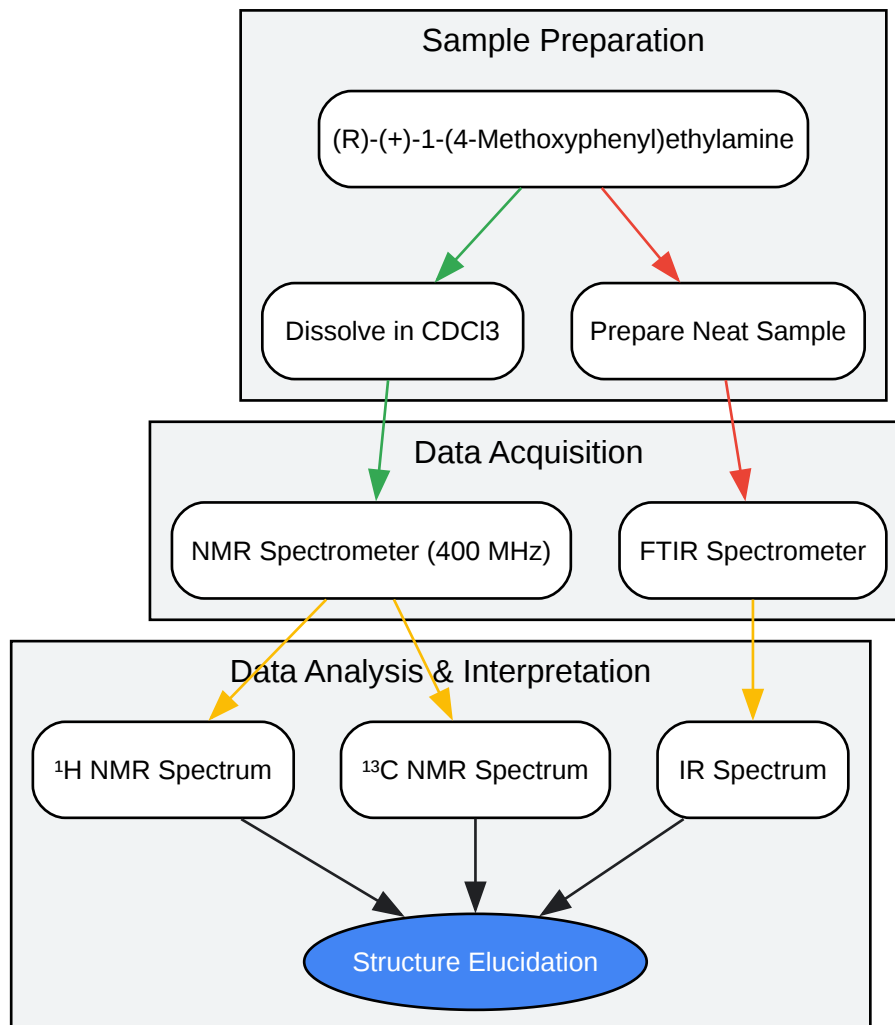 Sample Preparation
(R)-(+)-1-(4-Methoxyphenyl)ethylamine
Dissolve in CDCl3
Prepare Neat Sample
Data Acquisition
NMR Spectrometer (400 MHz)
FTIR Spectrometer
Data Analysis & Interpretation
¹H NMR Spectrum
¹³C NMR Spectrum
IR Spectrum
Structure Elucidation